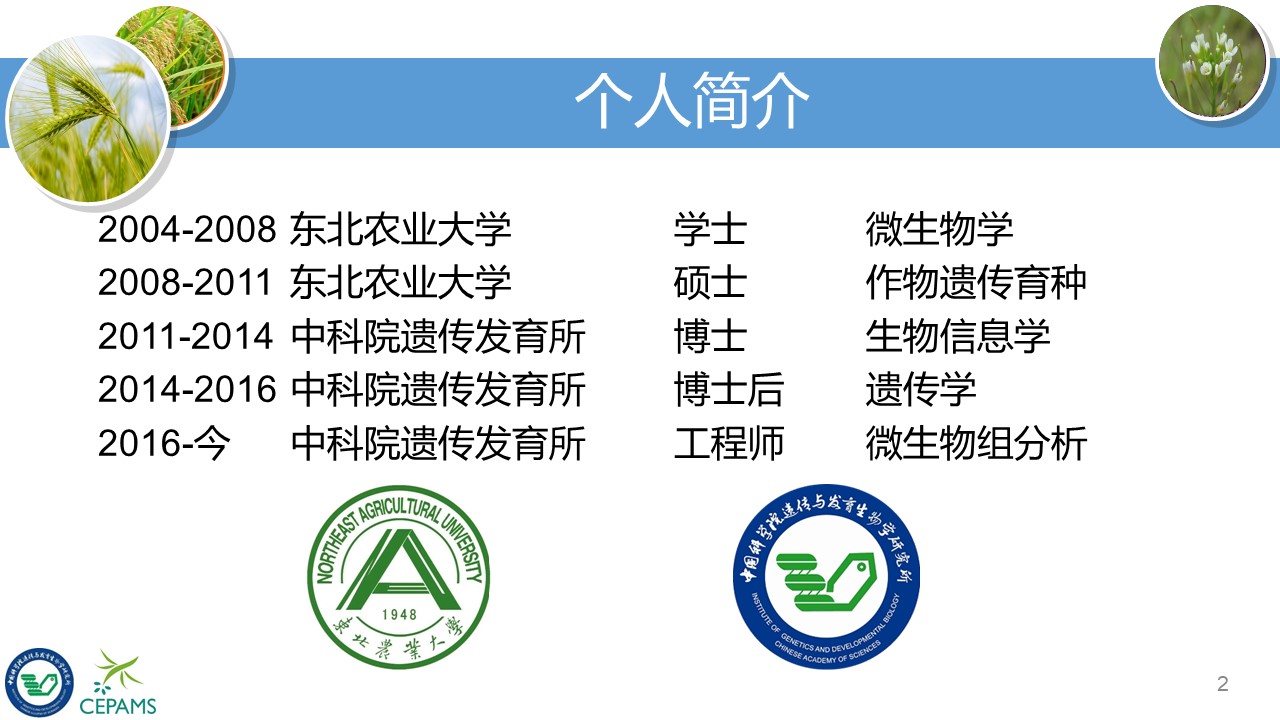 个人简介
2004-2008 东北农业大学 学士 微生物学
2008-2011 东北农业大学 硕士 作物遗传育种
2011-2014 中科院遗传发育所 博士 生物信息学
2014-2016 中科院遗传发育所 博士后 遗传学
2016-今 中科院遗传发育所 工程师 微生物组分析
NORTHEAST AGRICULTURAL UNIVERSITY
1948
東北農業大學
中国科学院遗传与发育生物学研究所
INSTITUTE OF GENETICS AND DEVELOPMENTAL BIOLOGY
CHINESE ACADEMY OF SCIENCES
CEPAMS
2